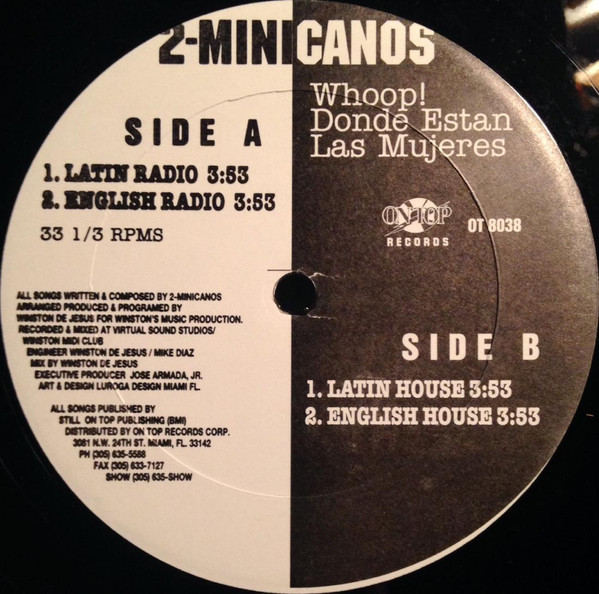 2-MINICANOS
Whoop!
Donde Estan
Las Mujeres
SIDE A
1. LATIN RADIO 3:53
2. ENGLISH RADIO 3:53
33 1/3 RPMS
ON TOP
RECORDS
OT 8038
ALL SONGS WRITTEN & COMPOSED BY 2-MINICANOS
ARRANGED PRODUCED & PROGRAMED BY
WINSTON DE JESUS FOR WINSTON'S MUSIC PRODUCTION.
RECORDED & MIXED AT VIRTUAL SOUND STUDIOS/
WINSTON MIDI CLUB
ENGINEER WINSTON DE JESUS / MIKE DIAZ
MIX BY WINSTON DE JESUS
EXECUTIVE PRODUCER JOSE ARMADA, JR.
ART & DESIGN LUROGA DESIGN MIAMI FL.
ALL SONGS PUBLISHED BY
STILL ON TOP PUBLISHING (BMI)
DISTRIBUTED BY ON TOP RECORDS CORP.
3081 N.W. 24TH ST. MIAMI, FL. 33142
PH (305) 635-5588
FAX (305) 633-7127
SHOW (305) 635-SHOW
SIDE B
1. LATIN HOUSE 3:53
2. ENGLISH HOUSE 3:53